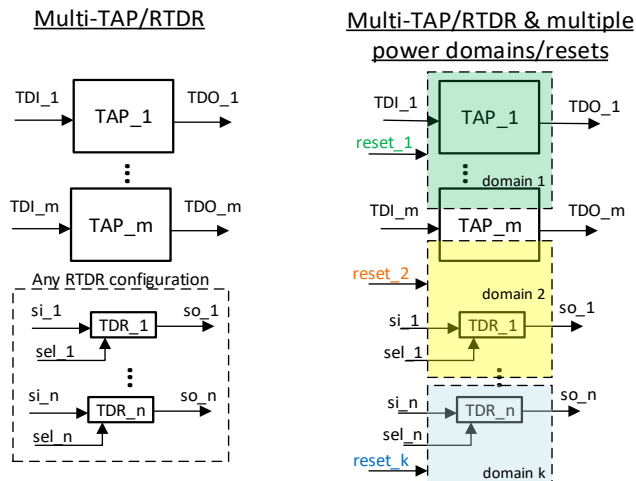 Multi-TAP/RTDR
TDI_1
TAP_1
TDO_1
TDI_m
TAP_m
TDO_m
Any RTDR configuration
si_1
TDR_1
so_1
sel_1
si_n
TDR_n
so_n
sel_n
Multi-TAP/RTDR & multiple
power domains/resets
TDI_1
TAP_1
TDO_1
reset_1
domain 1
TDI_m
TAP_m
TDO_m
reset_2
domain 2
si_1
TDR_1
so_1
sel_1
si_n
TDR_n
so_n
sel_n
reset_k
domain k